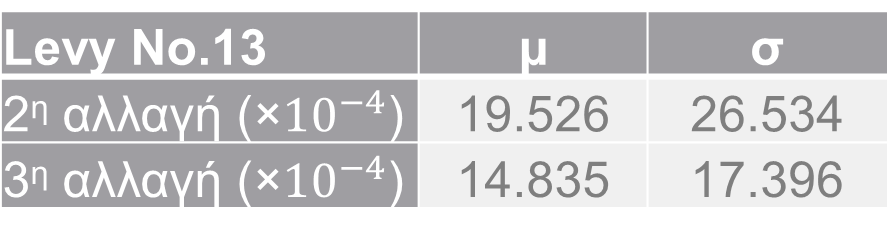 Levy No.13 μ σ
2η αλλαγή (×10⁻⁴) 19.526 26.534
3η αλλαγή (×10⁻⁴) 14.835 17.396